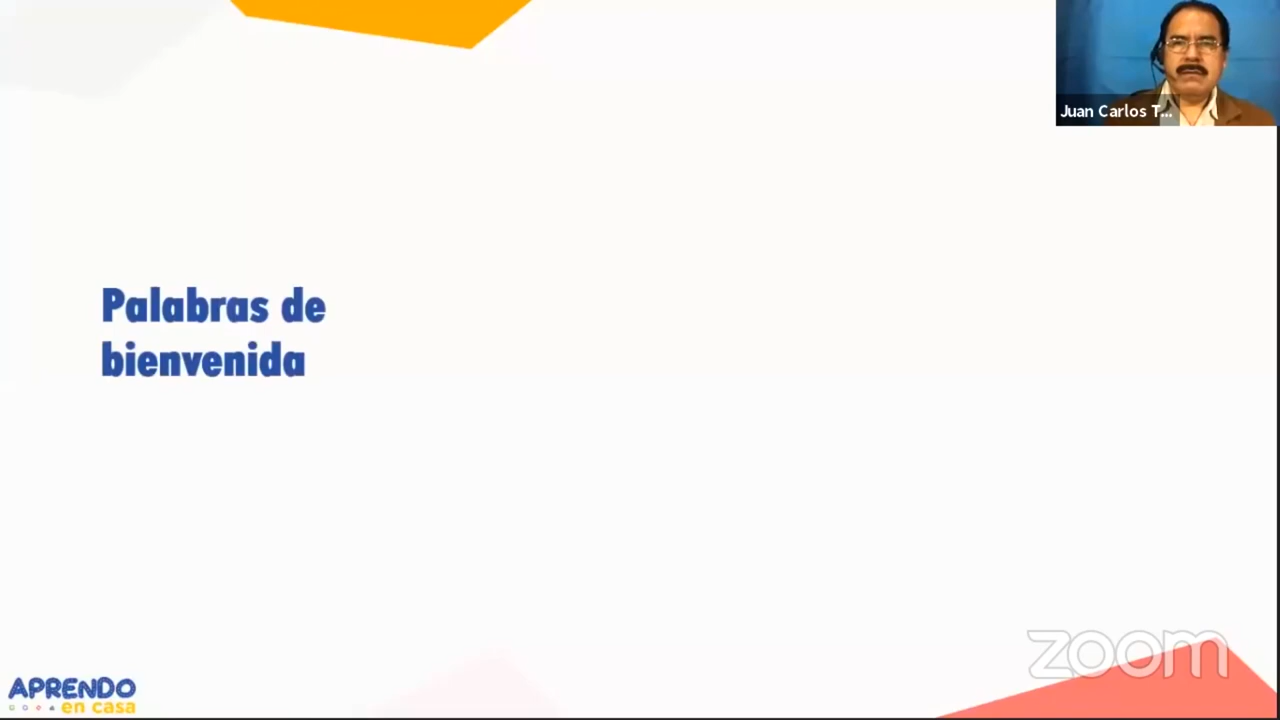 Juan Carlos T...
Palabras de
bienvenida
zoom
APRENDO
en casa